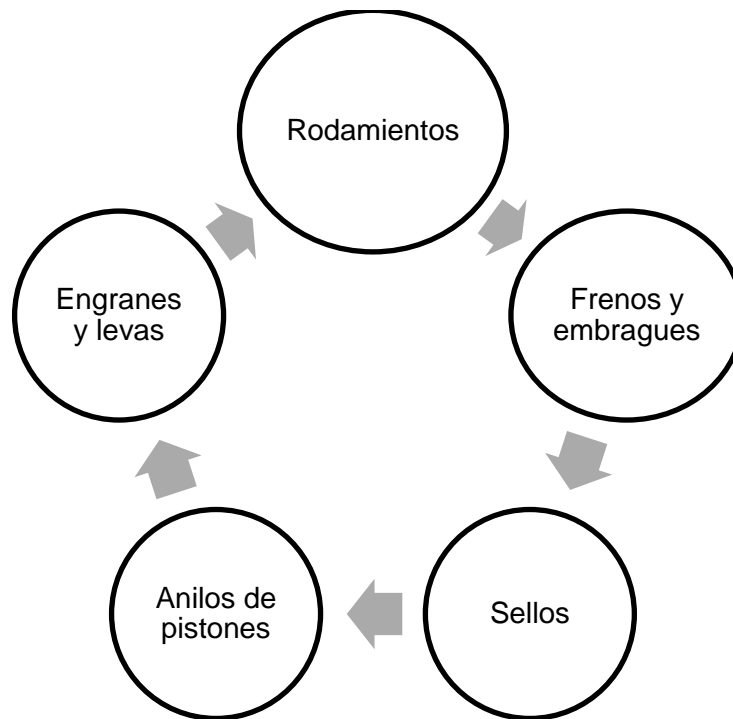 Rodamientos
Frenos y
embragues
Sellos
Anilos de
pistones
Engranes
y levas